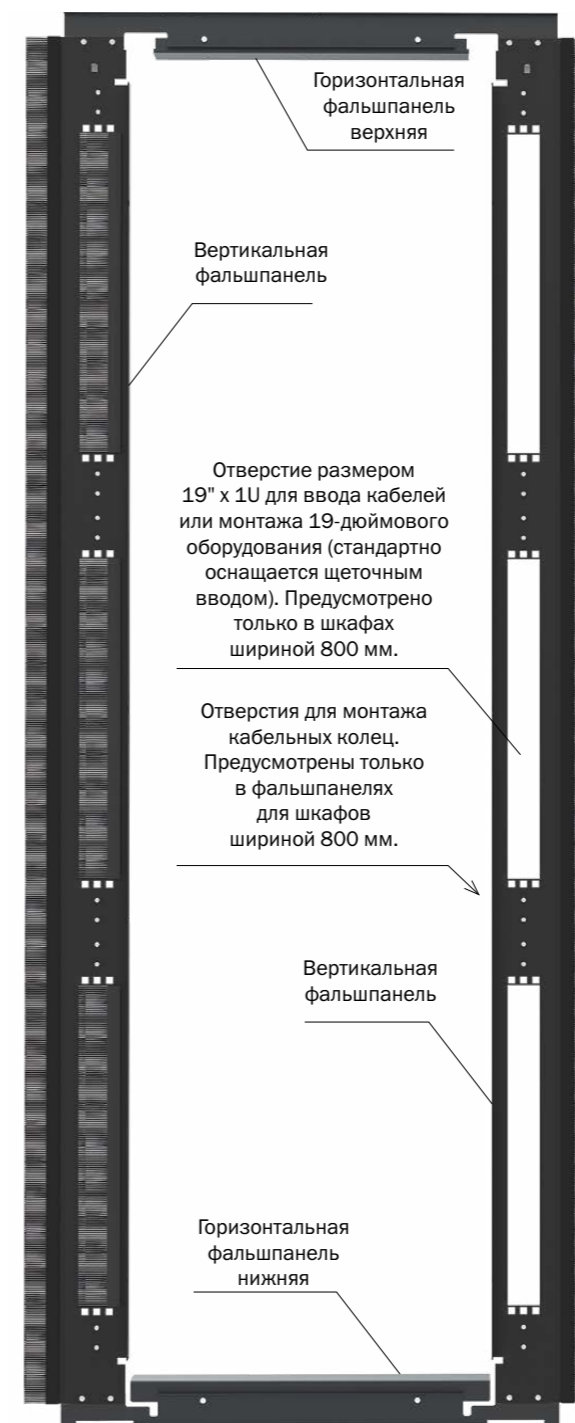 Горизонтальная
фальшпанель
верхняя
Вертикальная
фальшпанель
Отверстие размером
19" x 1U для ввода кабелей
или монтажа 19-дюймового
оборудования (стандартно
оснащается щеточным
вводом). Предусмотрено
только в шкафах
шириной 800 мм.
Отверстия для монтажа
кабельных колец.
Предусмотрены только
в фальшпанелях
для шкафов
шириной 800 мм.
Вертикальная
фальшпанель
Горизонтальная
фальшпанель
нижняя